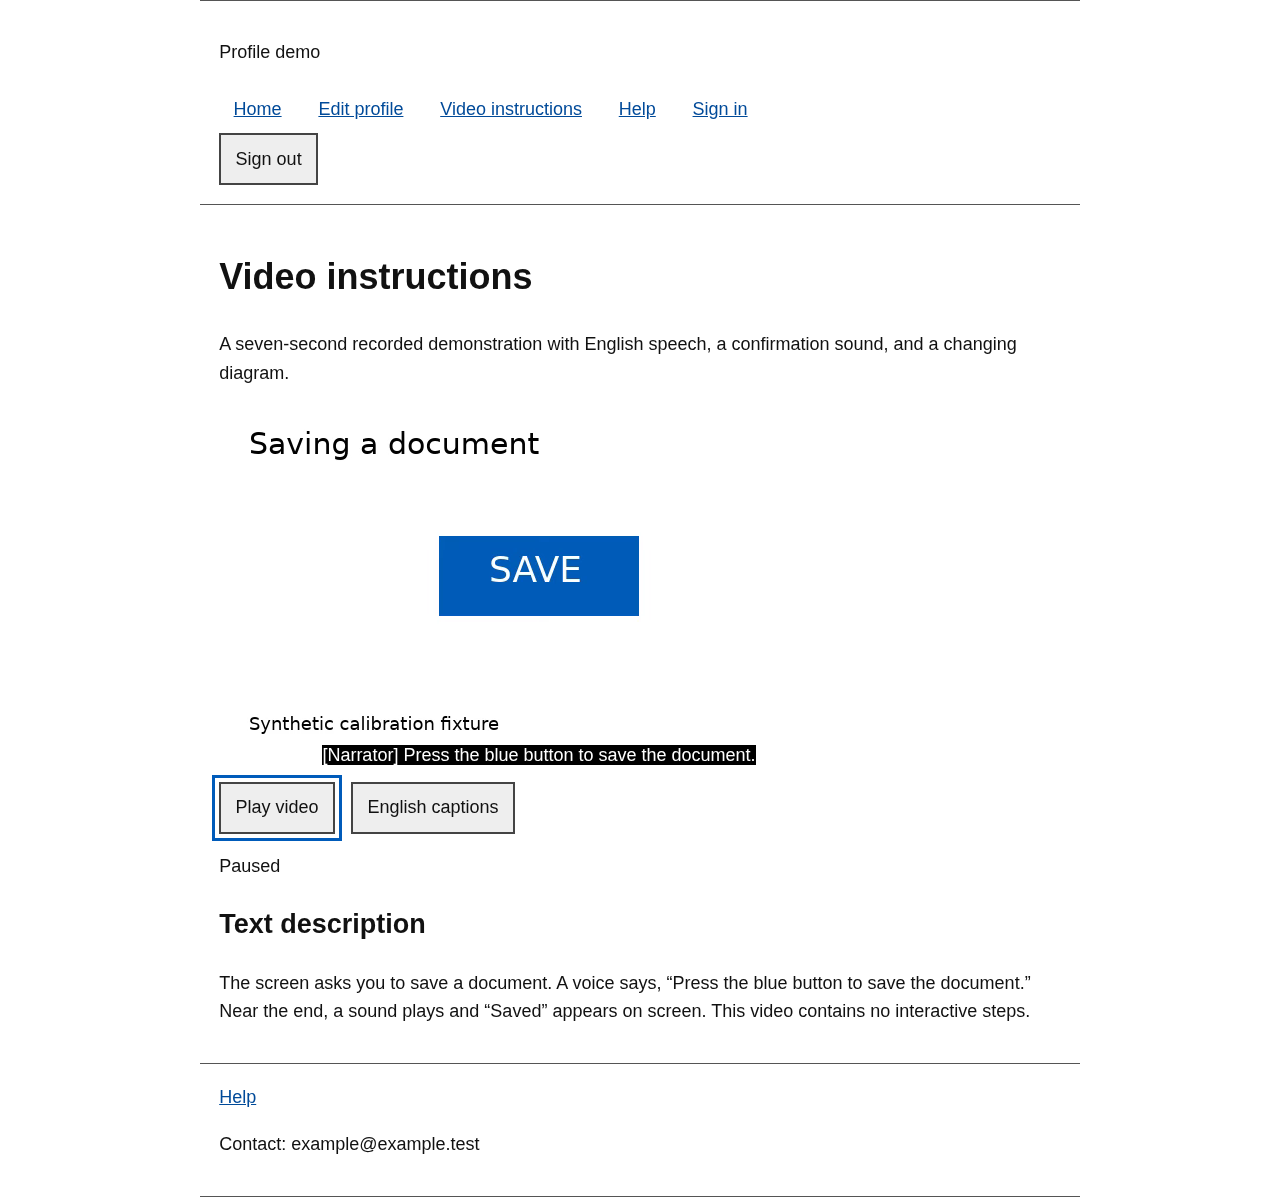 Profile demo
Home Edit profile Video instructions Help Sign in
Sign out
Video instructions
A seven-second recorded demonstration with English speech, a confirmation sound, and a changing
diagram.
Saving a document
SAVE
Synthetic calibration fixture
[Narrator] Press the blue button to save the document.
Play video English captions
Paused
Text description
The screen asks you to save a document. A voice says, “Press the blue button to save the document.”
Near the end, a sound plays and “Saved” appears on screen. This video contains no interactive steps.
Help
Contact: example@example.test